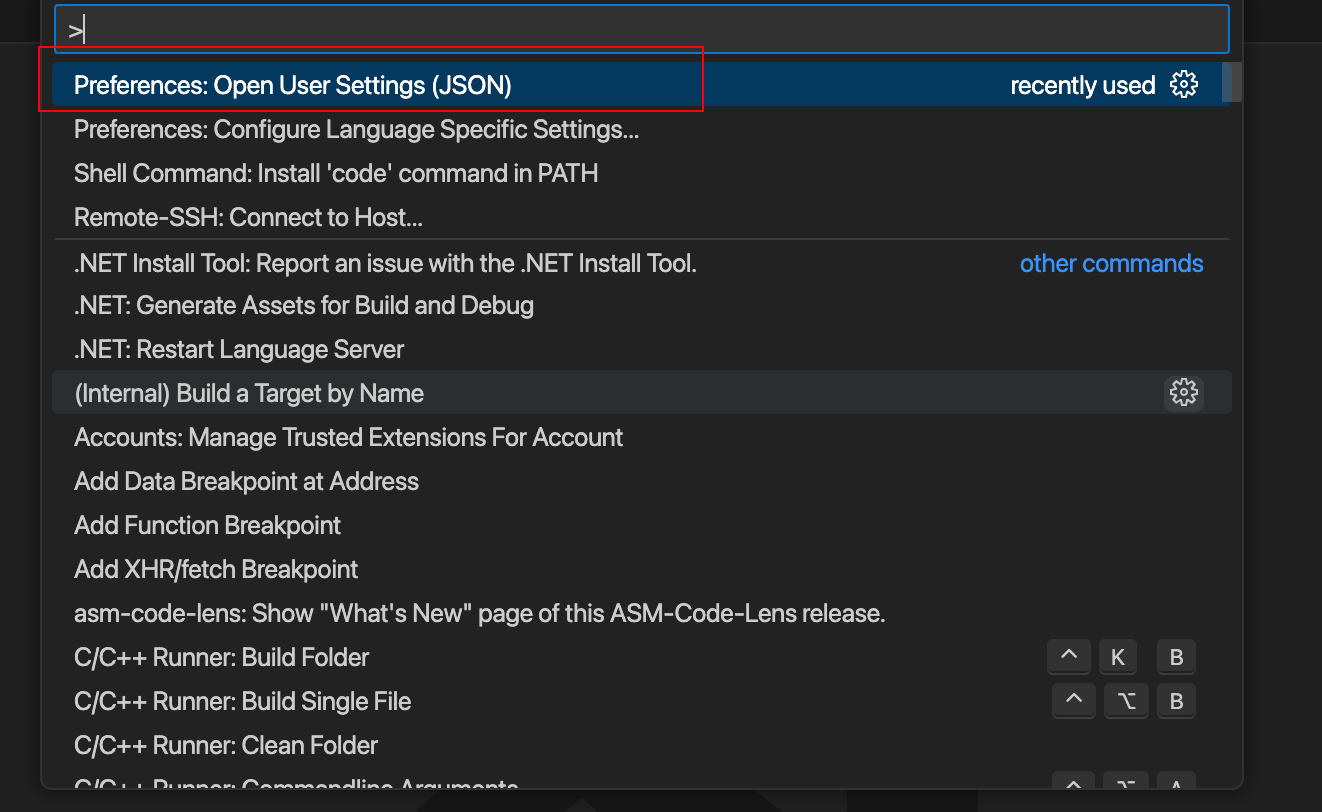 >
Preferences: Open User Settings (JSON) recently used
Preferences: Configure Language Specific Settings...
Shell Command: Install 'code' command in PATH
Remote-SSH: Connect to Host...
.NET Install Tool: Report an issue with the .NET Install Tool. other commands
.NET: Generate Assets for Build and Debug
.NET: Restart Language Server
(Internal) Build a Target by Name
Accounts: Manage Trusted Extensions For Account
Add Data Breakpoint at Address
Add Function Breakpoint
Add XHR/fetch Breakpoint
asm-code-lens: Show "What's New" page of this ASM-Code-Lens release.
C/C++ Runner: Build Folder ^ K B
C/C++ Runner: Build Single File ^ ⌥ B
C/C++ Runner: Clean Folder
C/C++ Runner: Commandline Arguments ^ ⌥ A